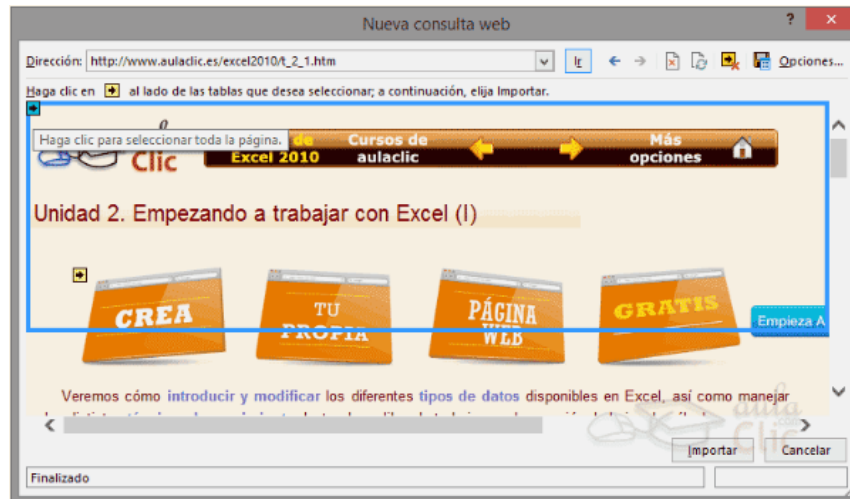 Nueva consulta web
Dirección: http://www.aulaclic.es/excel2010/t_2_1.htm Ir Opciones...
Haga clic en al lado de las tablas que desea seleccionar; a continuación, elija Importar.
Haga clic para seleccionar toda la página. de Cursos de Más
Clic Excel 2010 aulaclic opciones
Unidad 2. Empezando a trabajar con Excel (I)
CREA TU PROPIA PÁGINA WEB GRATIS
Empieza A
Veremos cómo introducir y modificar los diferentes tipos de datos disponibles en Excel, así como manejar
aula
.com
Clic
Importar Cancelar
Finalizado